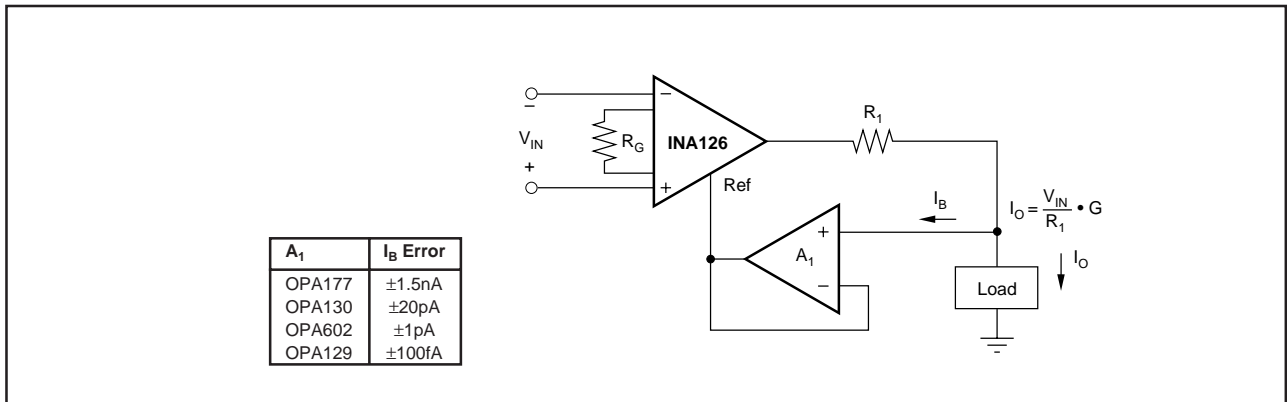 −
V_IN
+
R_G
−
INA126
+
Ref
R_1
I_B
I_O = V_IN / R_1 • G
I_O
+
A_1
−
Load
A_1 I_B Error
OPA177 ±1.5nA
OPA130 ±20pA
OPA602 ±1pA
OPA129 ±100fA